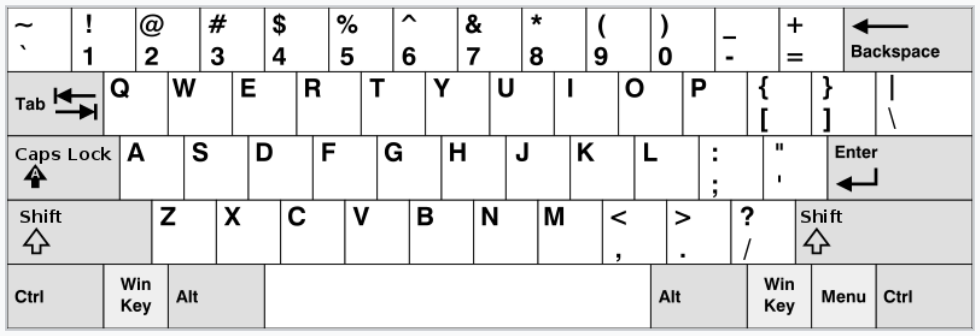 ~ ! @ # $ % ^ & * ( ) _ +
` 1 2 3 4 5 6 7 8 9 0 - = Backspace
Tab Q W E R T Y U I O P { } |
[ ] \
Caps Lock A S D F G H J K L : " Enter
A ; '
Shift Z X C V B N M < > ? Shift
, . /
Ctrl Win Key Alt Alt Win Key Menu Ctrl